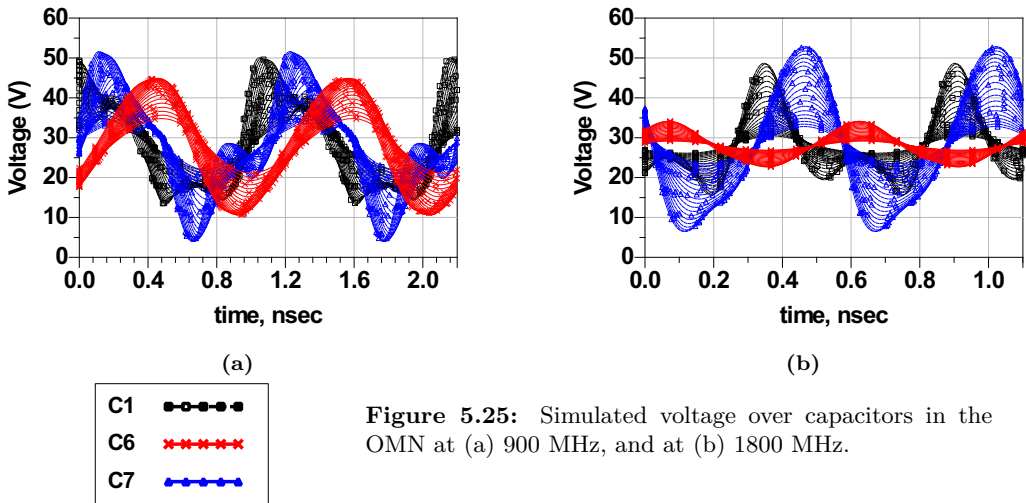 60
50
40
30
20
10
0
Voltage (V)
0.0 0.4 0.8 1.2 1.6 2.0
time, nsec
(a)
60
50
40
30
20
10
0
Voltage (V)
0.0 0.2 0.4 0.6 0.8 1.0
time, nsec
(b)
C1
C6
C7
Figure 5.25: Simulated voltage over capacitors in the
OMN at (a) 900 MHz, and at (b) 1800 MHz.